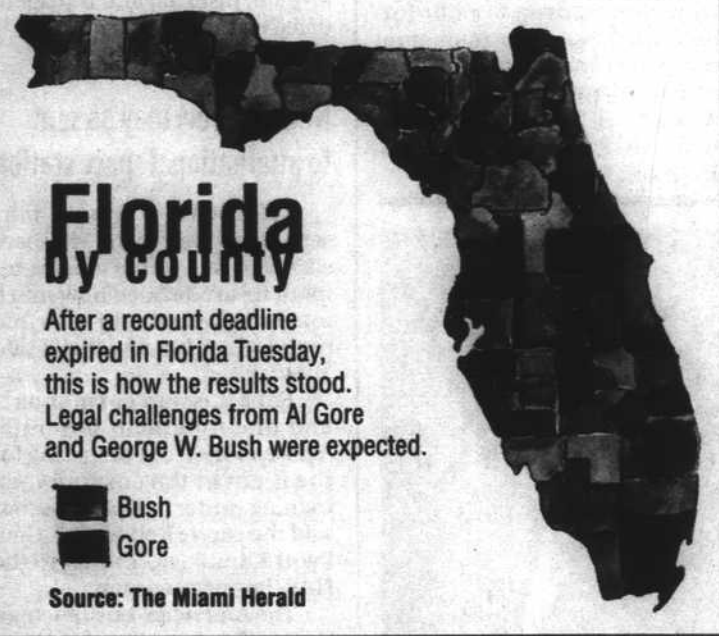 Florida
by county
After a recount deadline
expired in Florida Tuesday,
this is how the results stood.
Legal challenges from Al Gore
and George W. Bush were expected.
Bush
Gore
Source: The Miami Herald